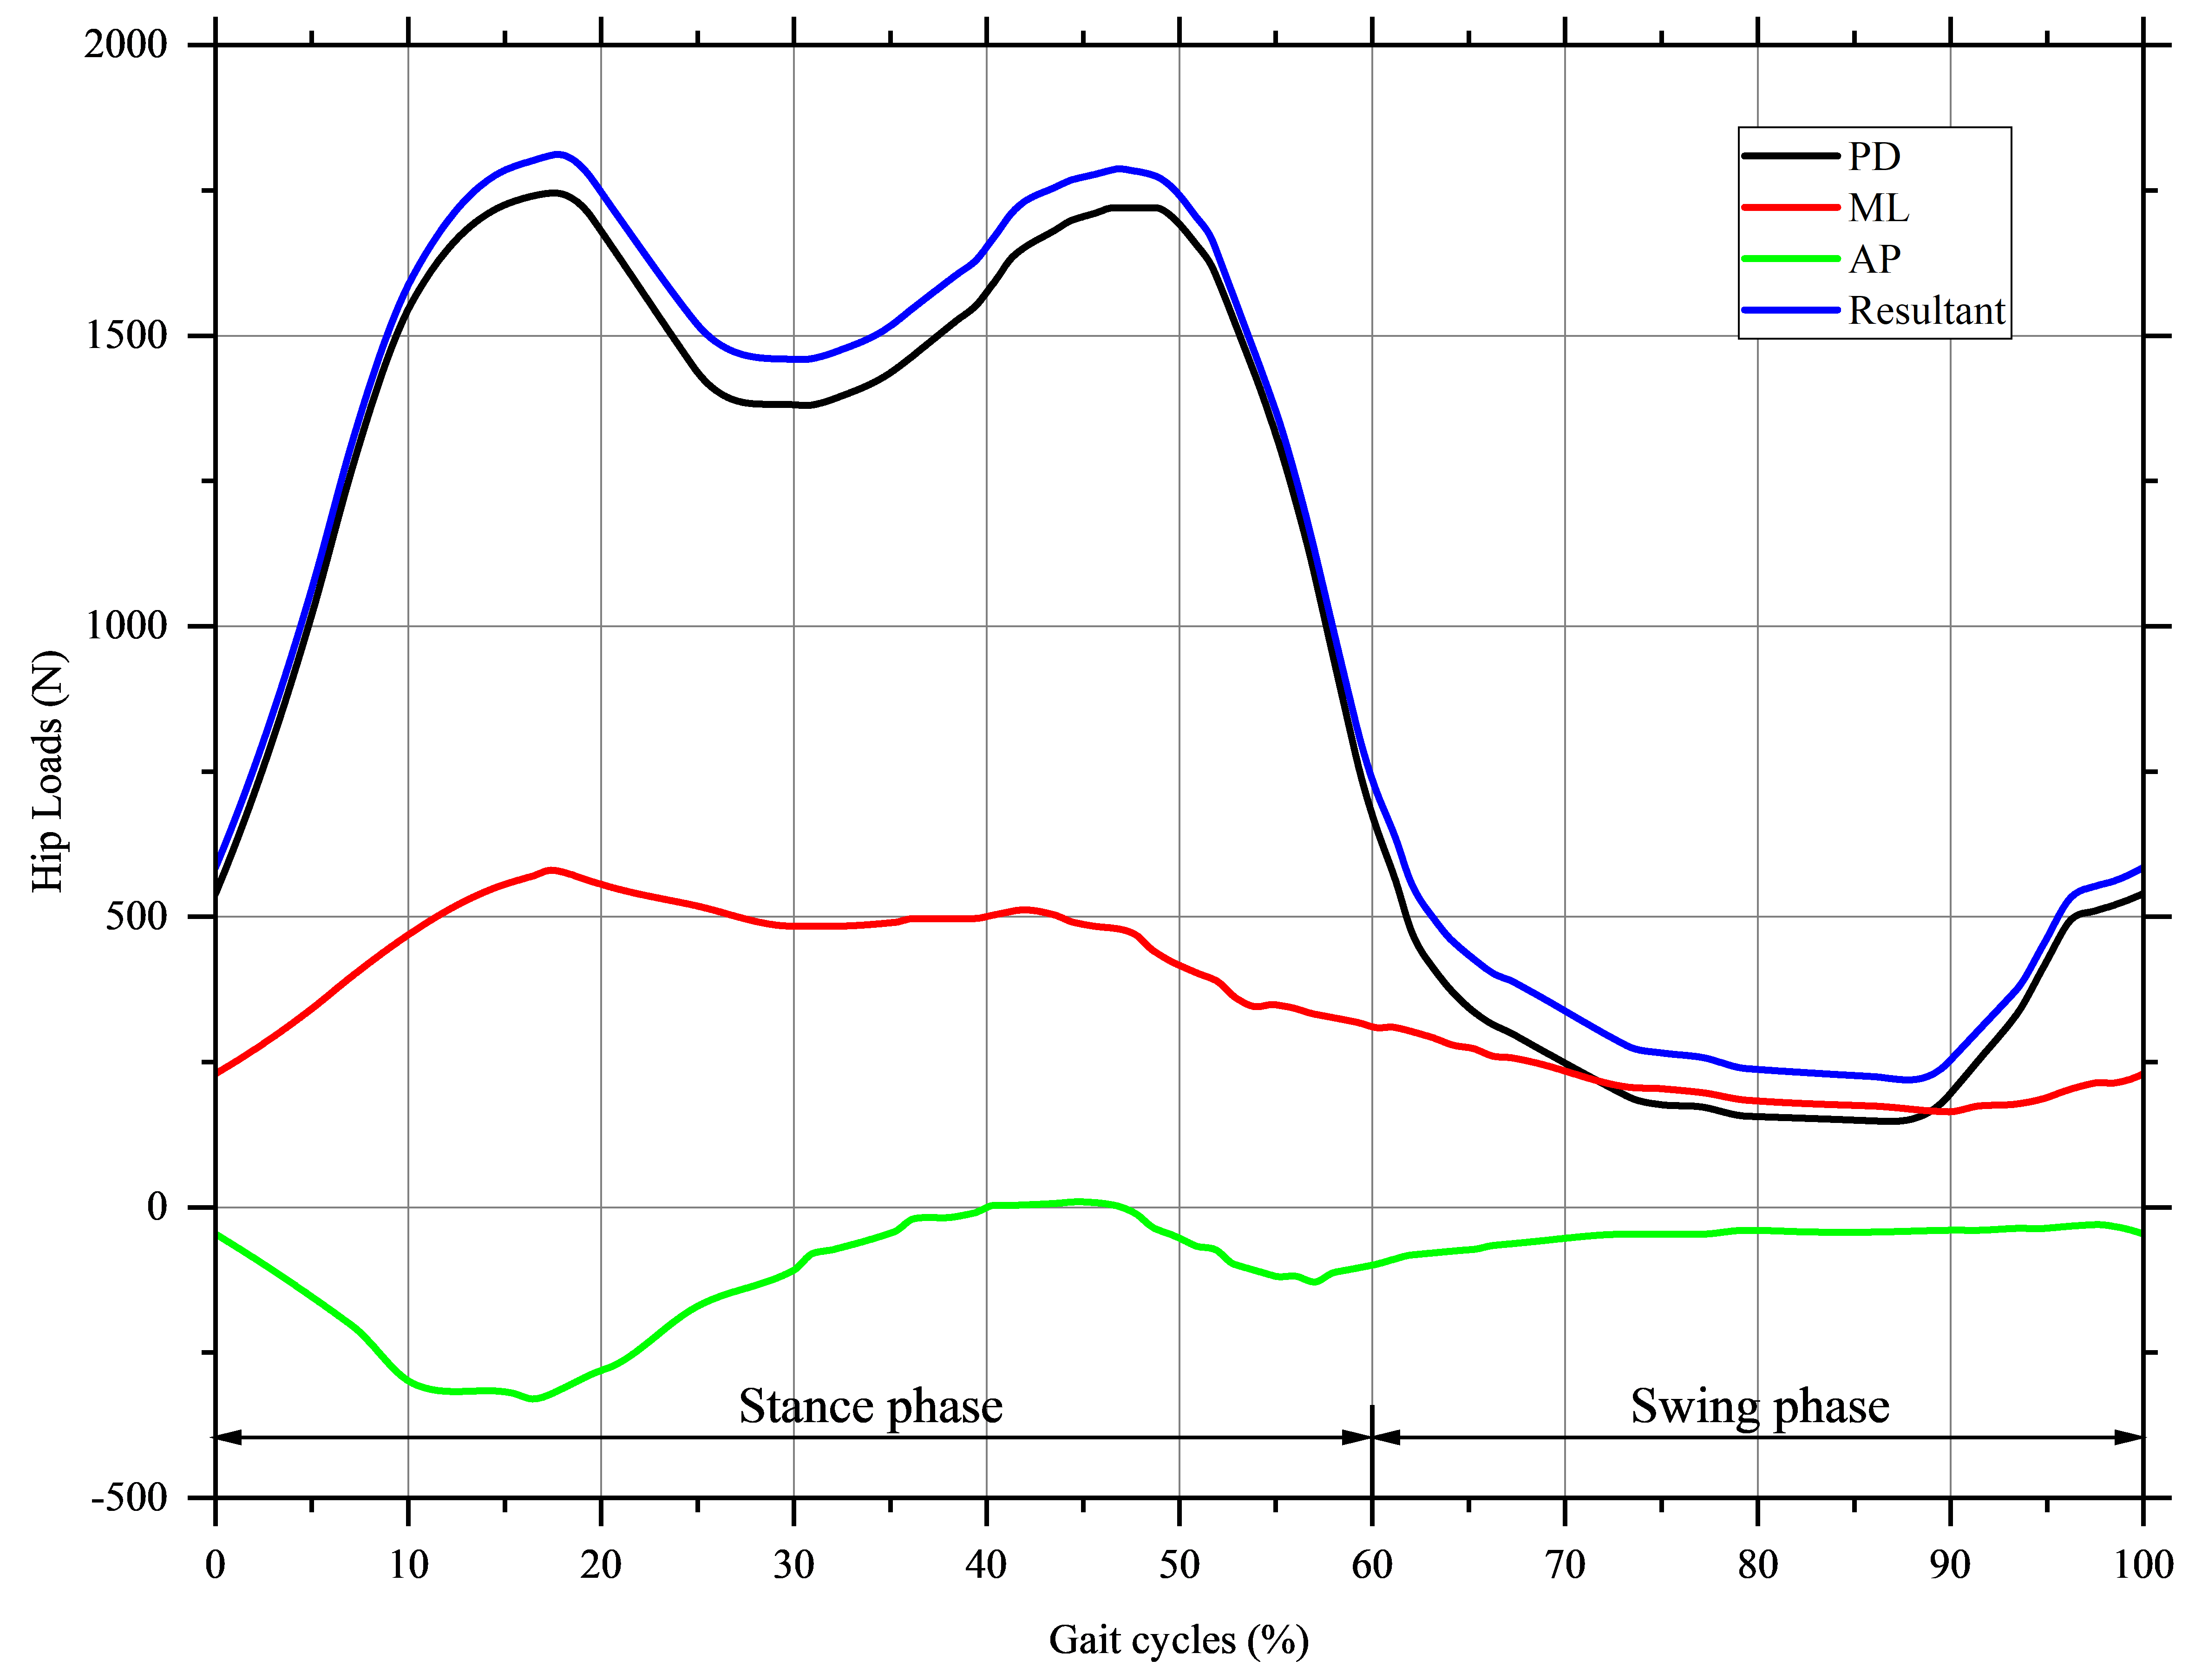 2000
1500
1000
500
0
-500
Hip Loads (N)
PD
ML
AP
Resultant
Stance phase
Swing phase
0 10 20 30 40 50 60 70 80 90 100
Gait cycles (%)